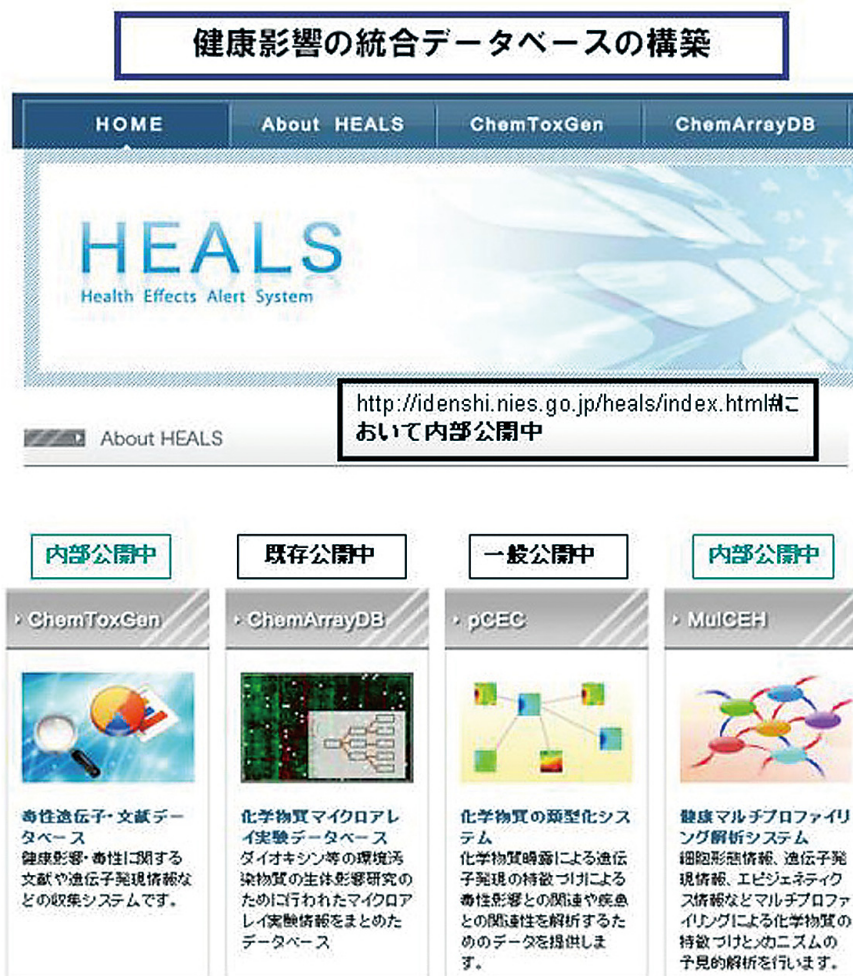 健康影響の統合データベースの構築
HOME
About HEALS
ChemToxGen
ChemArrayDB
HEALS
Health Effects Alert System
http://idenshi.nies.go.jp/heals/index.html#に
おいて内部公開中
About HEALS
内部公開中
既存公開中
一般公開中
内部公開中
ChemToxGen
ChemArrayDB
pCEC
MulCEH
毒性遺伝子・文献デー
タベース
健康影響・毒性に関する
文献や遺伝子発現情報な
どの収集システムです。
化学物質マイクロアレ
イ実験データベース
ダイオキシン等の環境汚
染物質の生体影響研究の
ために行われたマイクロア
レイ実験情報をまとめた
データベース
化学物質の類型化シス
テム
化学物質曝露による遺伝
子発現の特徴づけによる
毒性影響との関連や疾患
との関連性を解析するた
めのデータを提供しま
す。
健康マルチプロファイリ
ング解析システム
細胞形態情報、遺伝子発
現情報、エピジェネティク
ス情報などマルチプロファ
イリングによる化学物質の
特徴づけとメカニズムの
予見的解析を行います。